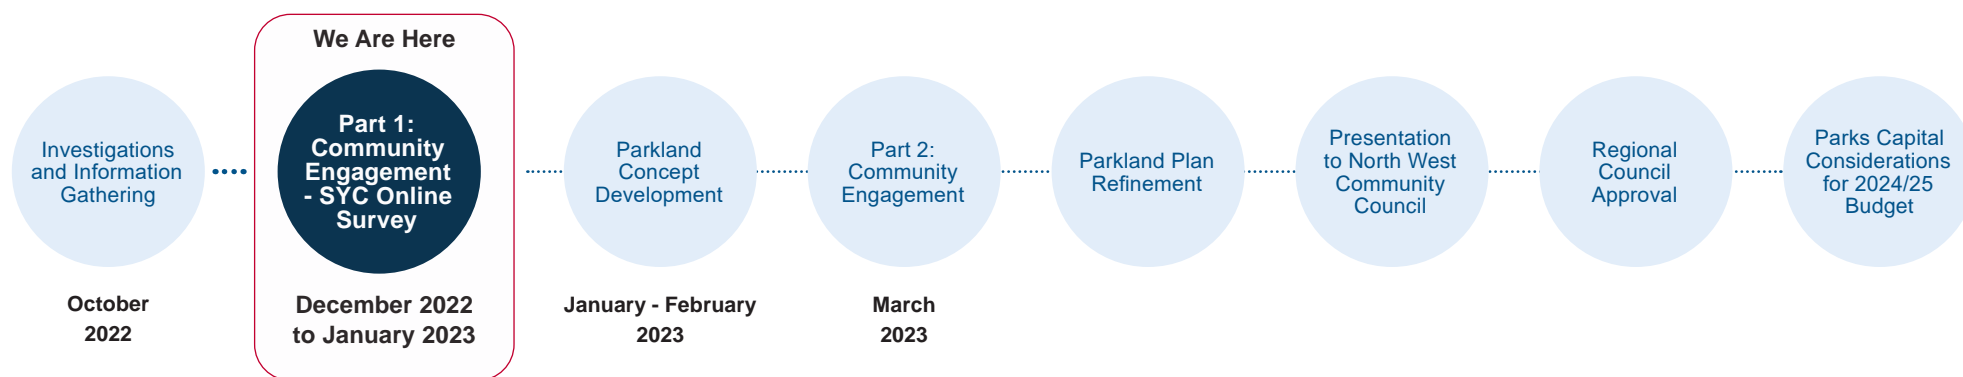 We Are Here
Investigations
and Information
Gathering
Part 1:
Community
Engagement
- SYC Online
Survey
Parkland
Concept
Development
Part 2:
Community
Engagement
Parkland Plan
Refinement
Presentation
to North West
Community
Council
Regional
Council
Approval
Parks Capital
Considerations
for 2024/25
Budget
October
2022
December 2022
to January 2023
January - February
2023
March
2023